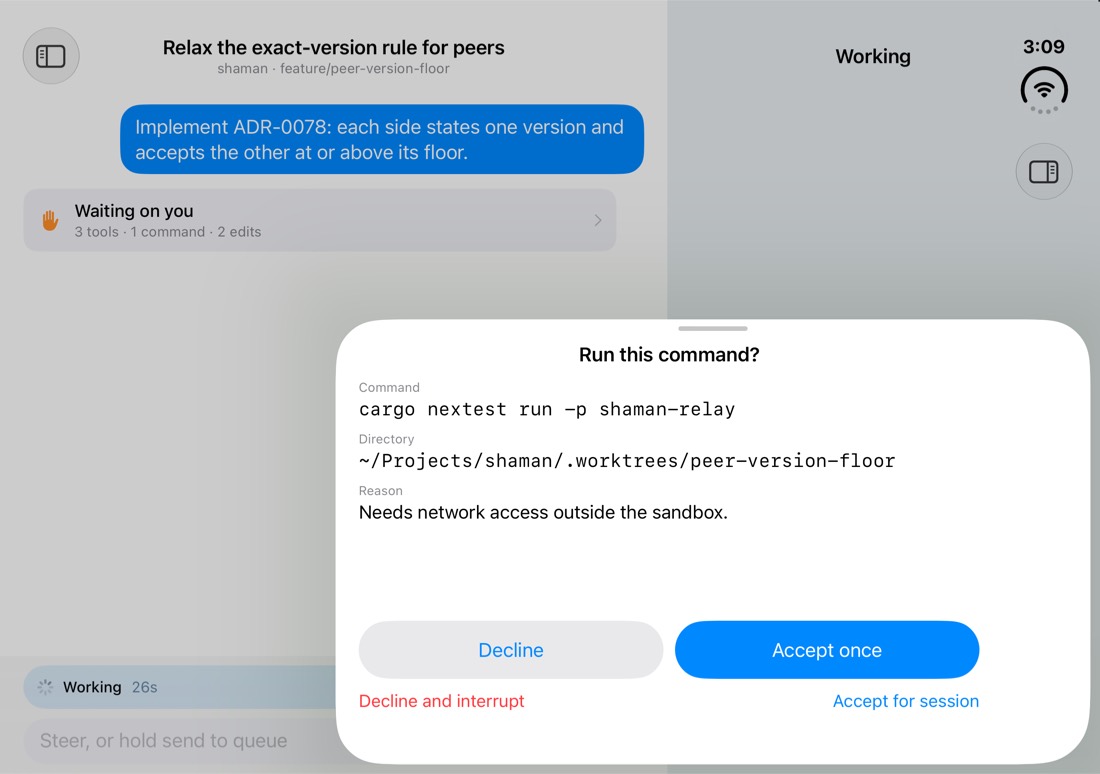 Relax the exact-version rule for peers
shaman · feature/peer-version-floor
Working
3:09
Implement ADR-0078: each side states one version and
accepts the other at or above its floor.
Waiting on you
3 tools · 1 command · 2 edits
Run this command?
Command
cargo nextest run -p shaman-relay
Directory
~/Projects/shaman/.worktrees/peer-version-floor
Reason
Needs network access outside the sandbox.
Decline
Accept once
Decline and interrupt
Accept for session
Working 26s
Steer, or hold send to queue